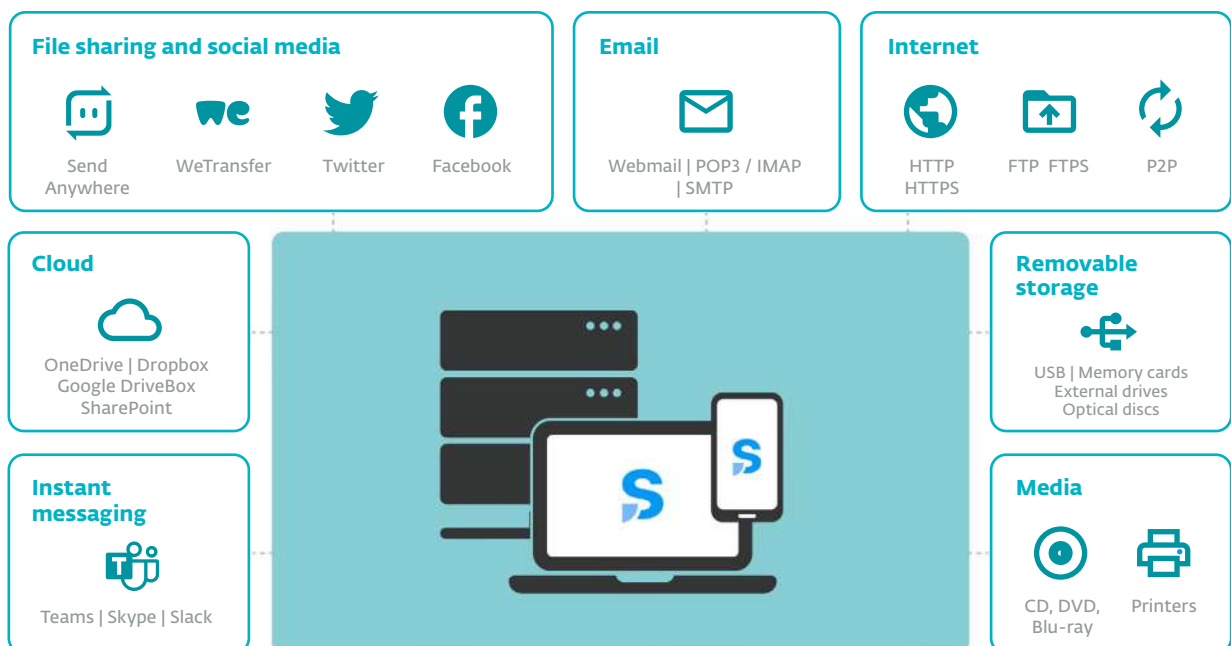 File sharing and social media
Send
Anywhere
WeTransfer
Twitter
Facebook
Email
Webmail | POP3 / IMAP
| SMTP
Internet
HTTP
HTTPS
FTP FTPS
P2P
Cloud
OneDrive | Dropbox
Google DriveBox
SharePoint
Removable
storage
USB | Memory cards
External drives
Optical discs
Instant
messaging
Teams | Skype | Slack
Media
CD, DVD,
Blu-ray
Printers